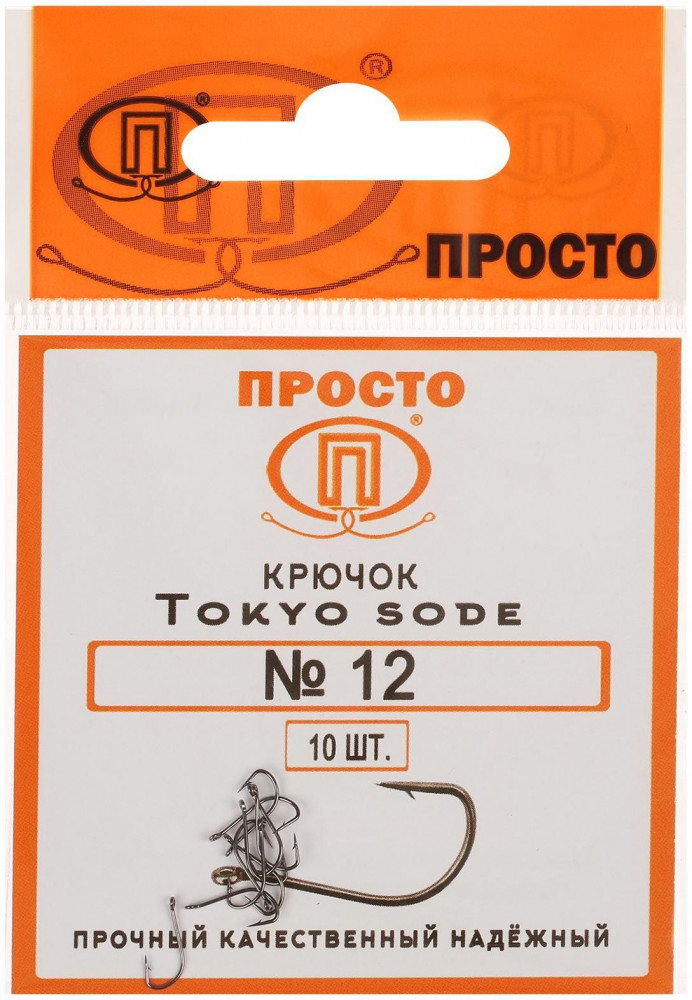 П ®
П ®
ПРОСТО
ПРОСТО
П ®
КРЮЧОК
TOKYO SODE
№ 12
10 ШТ.
ПРОЧНЫЙ КАЧЕСТВЕННЫЙ НАДЁЖНЫЙ